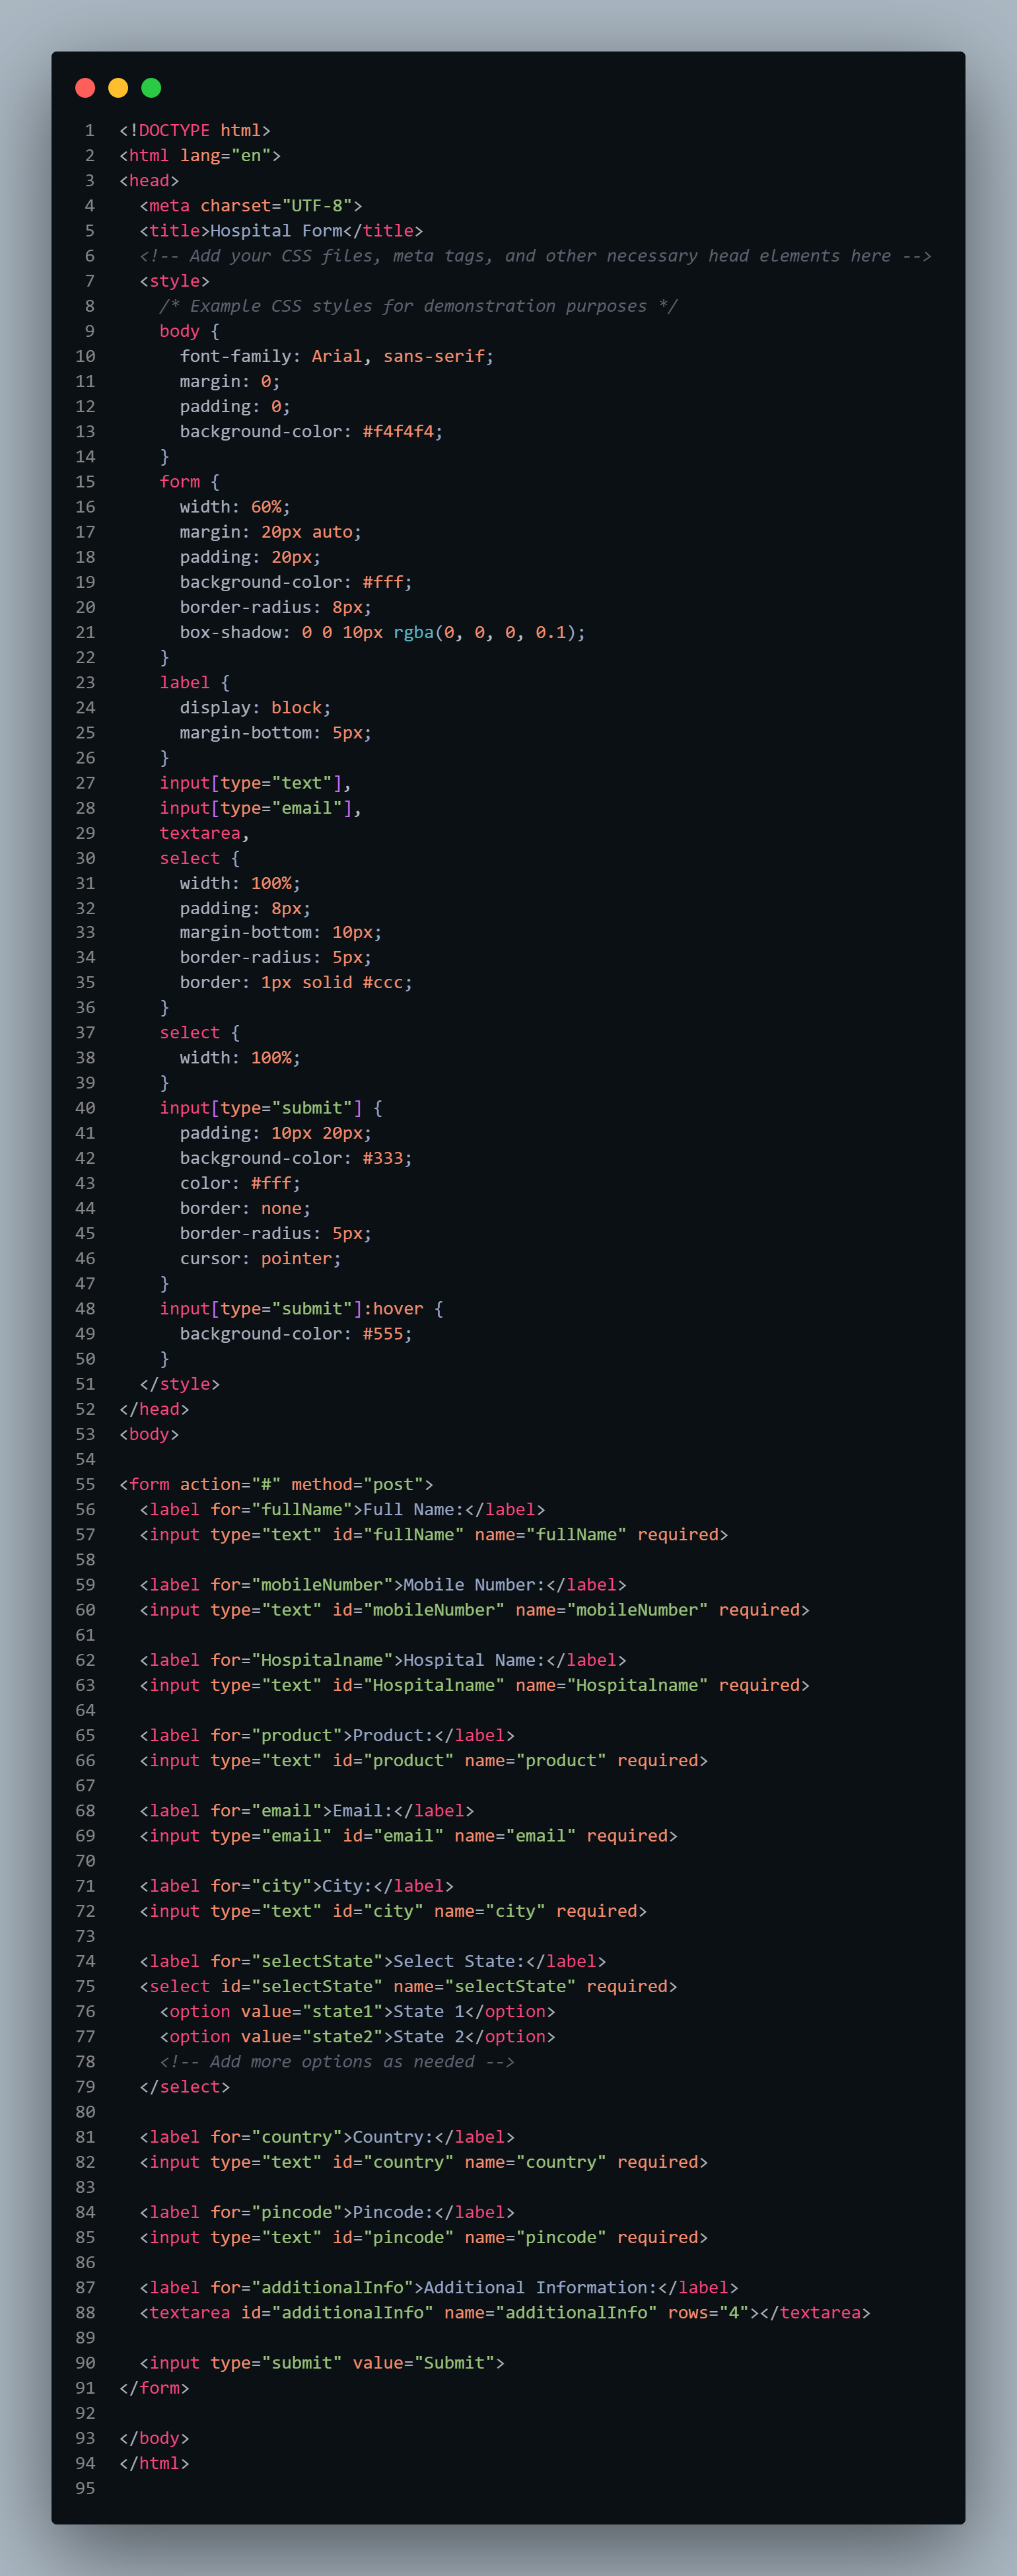 1 <!DOCTYPE html>
2 <html lang="en">
3 <head>
4   <meta charset="UTF-8">
5   <title>Hospital Form</title>
6   <!-- Add your CSS files, meta tags, and other necessary head elements here -->
7   <style>
8     /* Example CSS styles for demonstration purposes */
9     body {
10       font-family: Arial, sans-serif;
11       margin: 0;
12       padding: 0;
13       background-color: #f4f4f4;
14     }
15     form {
16       width: 60%;
17       margin: 20px auto;
18       padding: 20px;
19       background-color: #fff;
20       border-radius: 8px;
21       box-shadow: 0 0 10px rgba(0, 0, 0, 0.1);
22     }
23     label {
24       display: block;
25       margin-bottom: 5px;
26     }
27     input[type="text"],
28     input[type="email"],
29     textarea,
30     select {
31       width: 100%;
32       padding: 8px;
33       margin-bottom: 10px;
34       border-radius: 5px;
35       border: 1px solid #ccc;
36     }
37     select {
38       width: 100%;
39     }
40     input[type="submit"] {
41       padding: 10px 20px;
42       background-color: #333;
43       color: #fff;
44       border: none;
45       border-radius: 5px;
46       cursor: pointer;
47     }
48     input[type="submit"]:hover {
49       background-color: #555;
50     }
51   </style>
52 </head>
53 <body>
54
55 <form action="#" method="post">
56   <label for="fullName">Full Name:</label>
57   <input type="text" id="fullName" name="fullName" required>
58
59   <label for="mobileNumber">Mobile Number:</label>
60   <input type="text" id="mobileNumber" name="mobileNumber" required>
61
62   <label for="Hospitalname">Hospital Name:</label>
63   <input type="text" id="Hospitalname" name="Hospitalname" required>
64
65   <label for="product">Product:</label>
66   <input type="text" id="product" name="product" required>
67
68   <label for="email">Email:</label>
69   <input type="email" id="email" name="email" required>
70
71   <label for="city">City:</label>
72   <input type="text" id="city" name="city" required>
73
74   <label for="selectState">Select State:</label>
75   <select id="selectState" name="selectState" required>
76     <option value="state1">State 1</option>
77     <option value="state2">State 2</option>
78     <!-- Add more options as needed -->
79   </select>
80
81   <label for="country">Country:</label>
82   <input type="text" id="country" name="country" required>
83
84   <label for="pincode">Pincode:</label>
85   <input type="text" id="pincode" name="pincode" required>
86
87   <label for="additionalInfo">Additional Information:</label>
88   <textarea id="additionalInfo" name="additionalInfo" rows="4"></textarea>
89
90   <input type="submit" value="Submit">
91 </form>
92
93 </body>
94 </html>
95